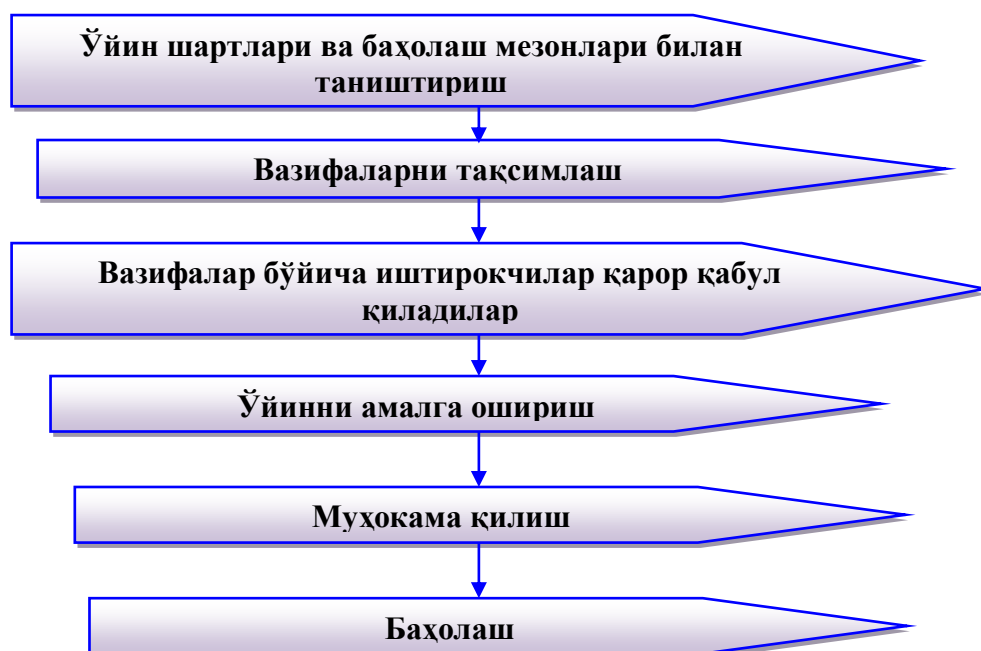 Ўйин шартлари ва баҳолаш мезонлари билан
таништириш
Вазифаларни тақсимлаш
Вазифалар бўйича иштирокчилар қарор қабул
қиладилар
Ўйинни амалга ошириш
Муҳокама қилиш
Баҳолаш